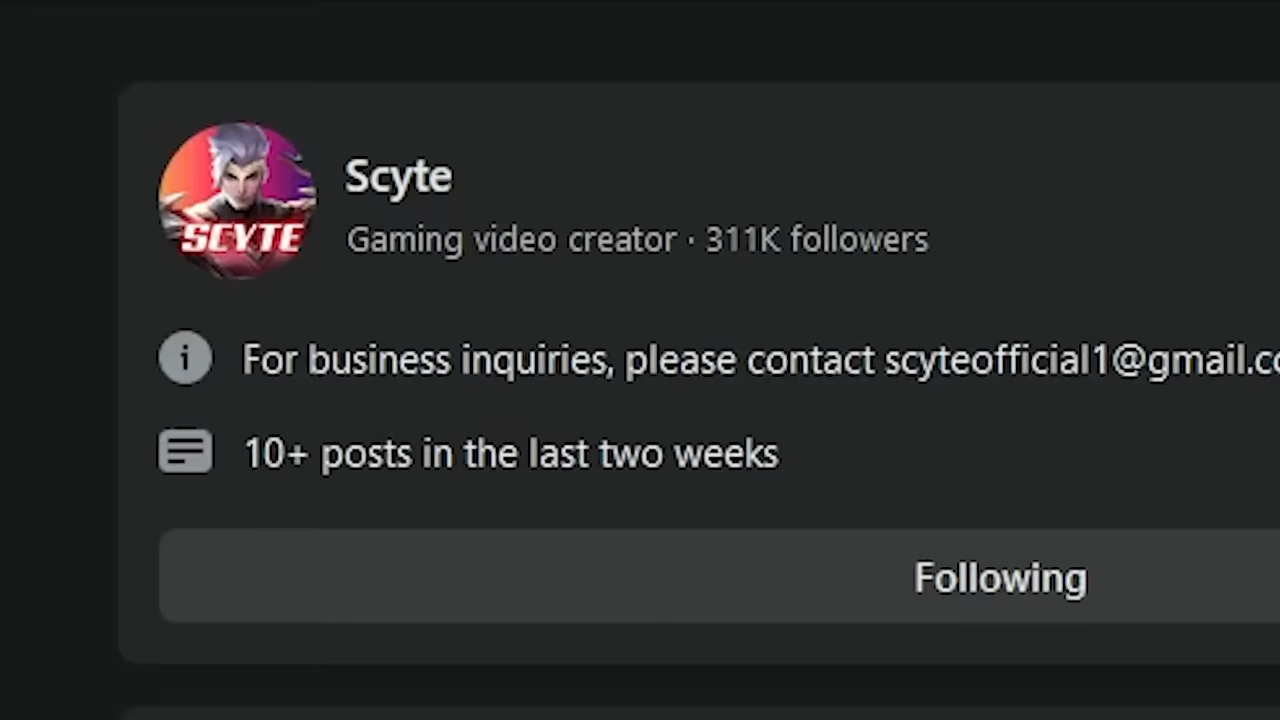 SCYTE
Scyte
Gaming video creator · 311K followers
For business inquiries, please contact scyteofficial1@gmail.co
10+ posts in the last two weeks
Following